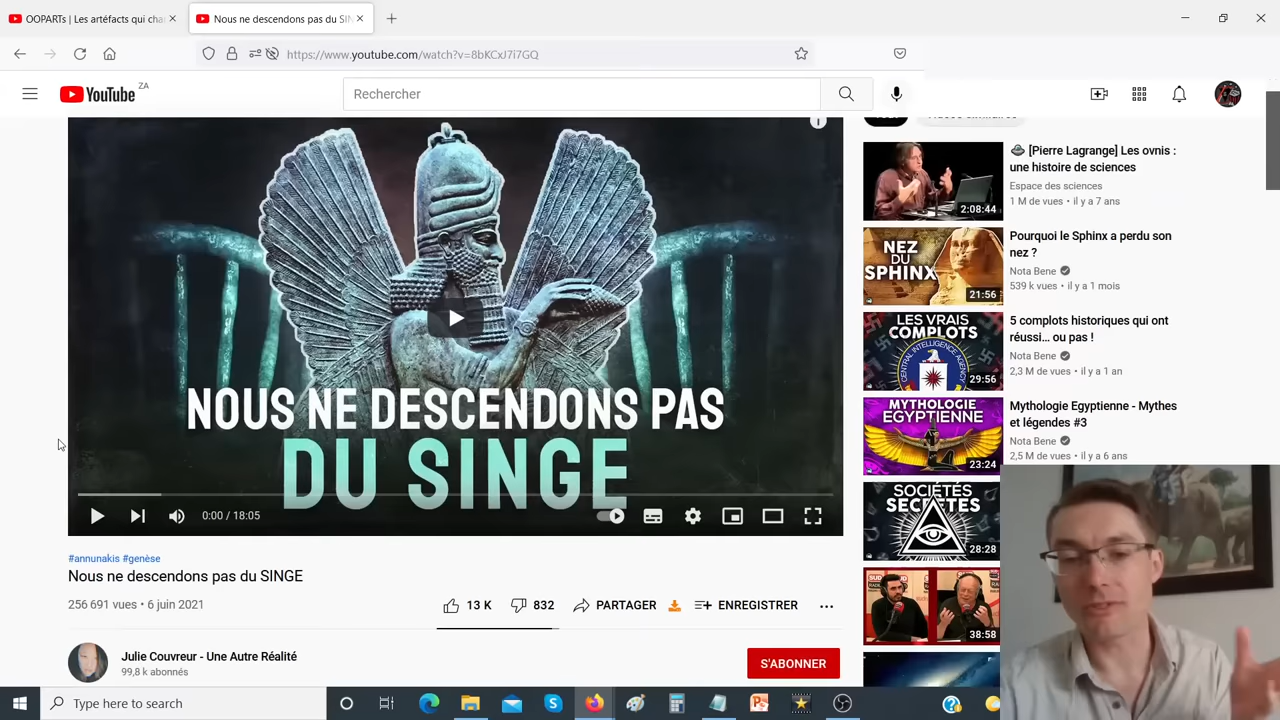 OOPARTs | Les artéfacts qui cha
Nous ne descendons pas du SIN
https://www.youtube.com/watch?v=8bKCxJ7i7GQ
YouTube ZA
Rechercher
NOUS NE DESCENDONS PAS
DU SINGE
0:00 / 18:05
#annunakis #genèse
Nous ne descendons pas du SINGE
256 691 vues • 6 juin 2021
13 K
832
PARTAGER
ENREGISTRER
Julie Couvreur - Une Autre Réalité
99,8 k abonnés
S'ABONNER
2:08:44
[Pierre Lagrange] Les ovnis :
une histoire de sciences
Espace des sciences
1 M de vues • il y a 7 ans
NEZ
DU
SPHINX
21:56
Pourquoi le Sphinx a perdu son
nez ?
Nota Bene
539 k vues • il y a 1 mois
LES VRAIS
COMPLOTS
CENTRAL INTELLIGENCE AGENCY
29:56
5 complots historiques qui ont
réussi... ou pas !
Nota Bene
2,3 M de vues • il y a 1 an
MYTHOLOGIE
EGYPTIENNE
23:24
Mythologie Egyptienne - Mythes
et légendes #3
Nota Bene
2,5 M de vues • il y a 6 ans
SOCIÉTÉS
SECRÈTES
28:28
38:58
Type here to search